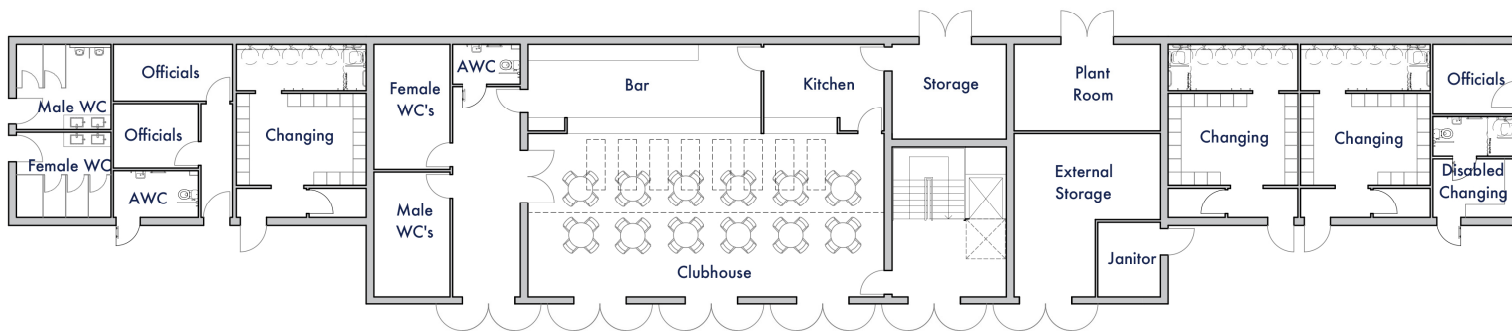 Male WC
Female WC
Officials
Officials
AWC
Changing
Female
WC's
Male
WC's
AWC
Bar
Kitchen
Clubhouse
Storage
Plant
Room
External
Storage
Janitor
Changing
Changing
Officials
Disabled
Changing